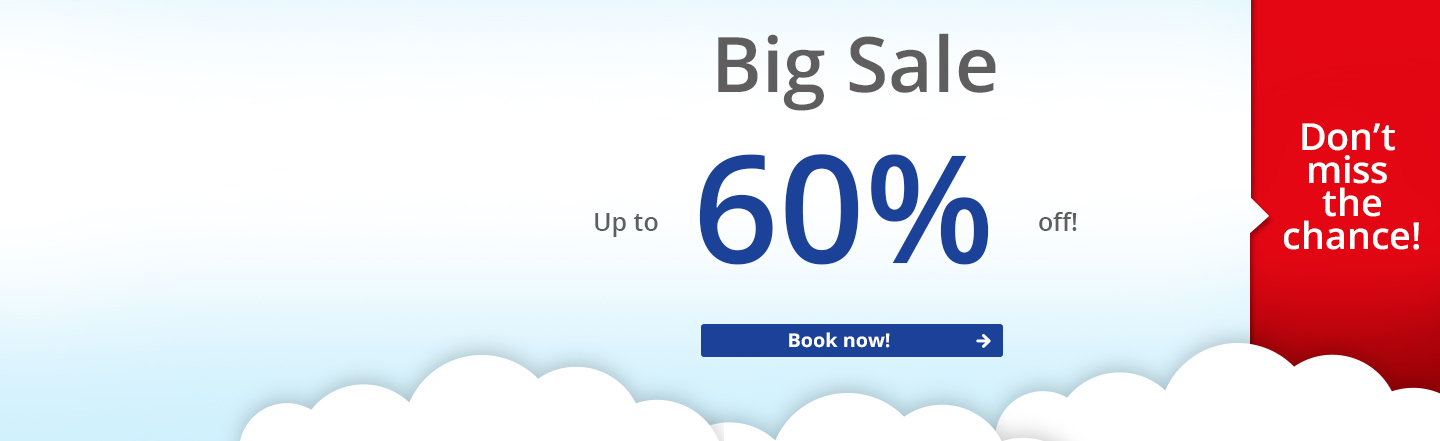 Big Sale
Up to 60% off!
Book now!
Don’t
miss
the
chance!